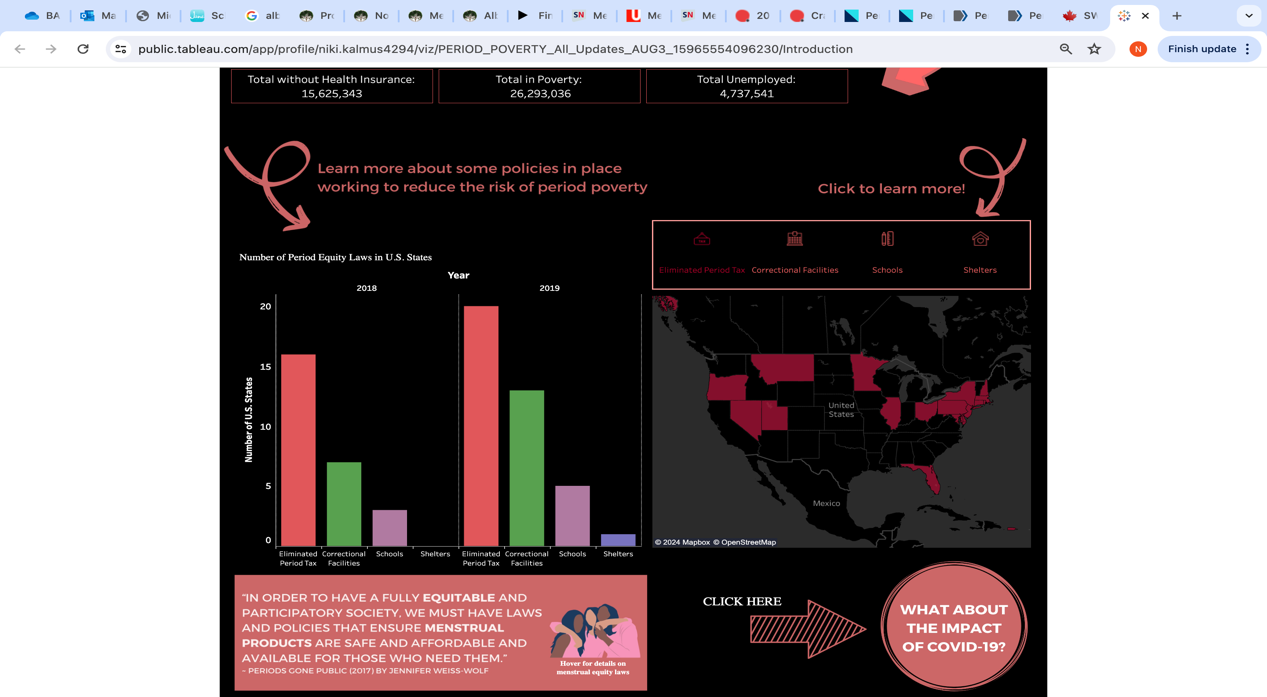 BA
Ma
Mi
Sc
alb
Pro
No
Me
Alb
Fir
SN Me
Me
SN Me
20
Cra
Pe
Pe
Pe
Pe
SW
public.tableau.com/app/profile/niki.kalmus4294/viz/PERIOD_POVERTY_All_Updates_AUG3_15965554096230/Introduction
N
Finish update
Total without Health Insurance:
15,625,343
Total in Poverty:
26,293,036
Total Unemployed:
4,737,541
Learn more about some policies in place
working to reduce the risk of period poverty
Click to learn more!
Eliminated Period Tax
Correctional Facilities
Schools
Shelters
Number of Period Equity Laws in U.S. States
Year
2018
2019
Number of U.S. States
20
15
10
5
0
Eliminated
Period Tax
Correctional
Facilities
Schools
Shelters
Eliminated
Period Tax
Correctional
Facilities
Schools
Shelters
United
States
Mexico
© 2024 Mapbox © OpenStreetMap
"IN ORDER TO HAVE A FULLY EQUITABLE AND
PARTICIPATORY SOCIETY, WE MUST HAVE LAWS
AND POLICIES THAT ENSURE MENSTRUAL
PRODUCTS ARE SAFE AND AFFORDABLE AND
AVAILABLE FOR THOSE WHO NEED THEM."
- PERIODS GONE PUBLIC (2017) BY JENNIFER WEISS-WOLF
Hover for details on
menstrual equity laws
CLICK HERE
WHAT ABOUT
THE IMPACT
OF COVID-19?